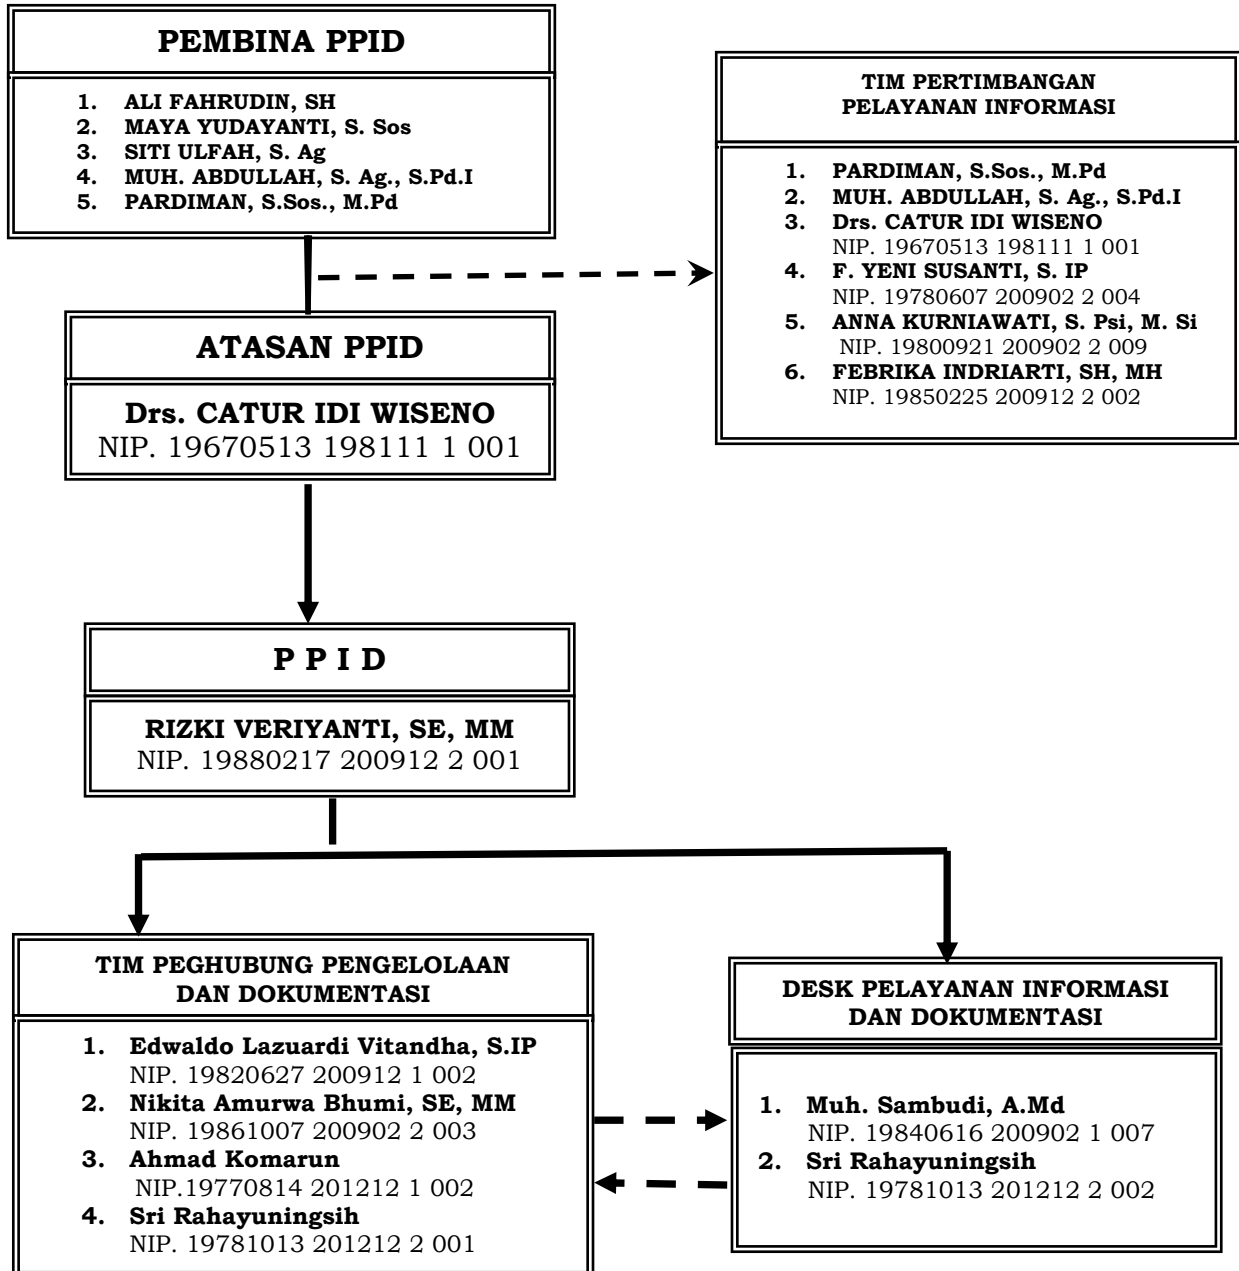 PEMBINA PPID
1. ALI FAHRUDIN, SH
2. MAYA YUDAYANTI, S. Sos
3. SITI ULFAH, S. Ag
4. MUH. ABDULLAH, S. Ag., S.Pd.I
5. PARDIMAN, S.Sos., M.Pd
TIM PERTIMBANGAN
PELAYANAN INFORMASI
1. PARDIMAN, S.Sos., M.Pd
2. MUH. ABDULLAH, S. Ag., S.Pd.I
3. Drs. CATUR IDI WISENO
NIP. 19670513 198111 1 001
4. F. YENI SUSANTI, S. IP
NIP. 19780607 200902 2 004
5. ANNA KURNIAWATI, S. Psi, M. Si
NIP. 19800921 200902 2 009
6. FEBRIKA INDRIARTI, SH, MH
NIP. 19850225 200912 2 002
ATASAN PPID
Drs. CATUR IDI WISENO
NIP. 19670513 198111 1 001
P P I D
RIZKI VERIYANTI, SE, MM
NIP. 19880217 200912 2 001
TIM PEGHUBUNG PENGELOLAAN
DAN DOKUMENTASI
1. Edwaldo Lazuardi Vitandha, S.IP
NIP. 19820627 200912 1 002
2. Nikita Amurwa Bhumi, SE, MM
NIP. 19861007 200902 2 003
3. Ahmad Komarun
NIP.19770814 201212 1 002
4. Sri Rahayuningsih
NIP. 19781013 201212 2 001
DESK PELAYANAN INFORMASI
DAN DOKUMENTASI
1. Muh. Sambudi, A.Md
NIP. 19840616 200902 1 007
2. Sri Rahayuningsih
NIP. 19781013 201212 2 002